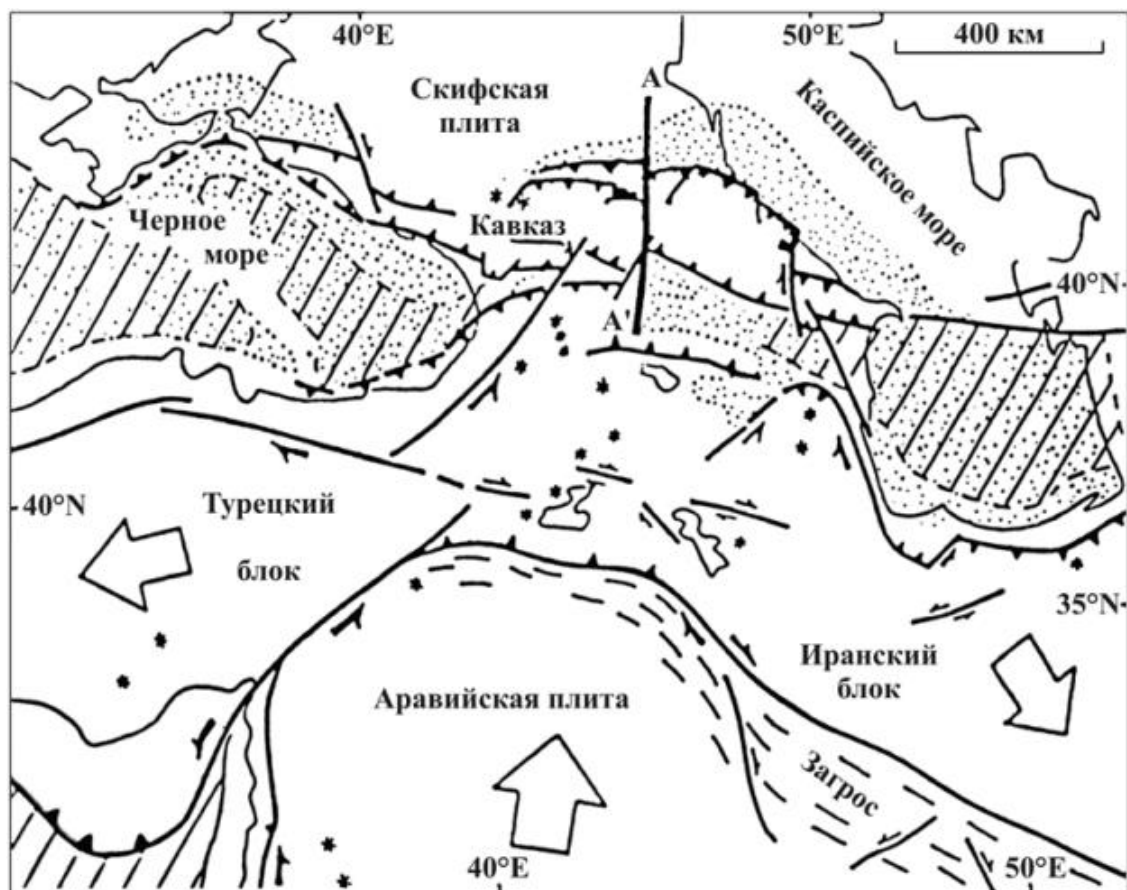 40°E
50°E
400 км
Скифская
плита
А
Каспийское море
Черное
море
Кавказ
40°N
А'
40°N
Турецкий
блок
35°N
Иранский
блок
Аравийская плита
Загрос
40°E
50°E